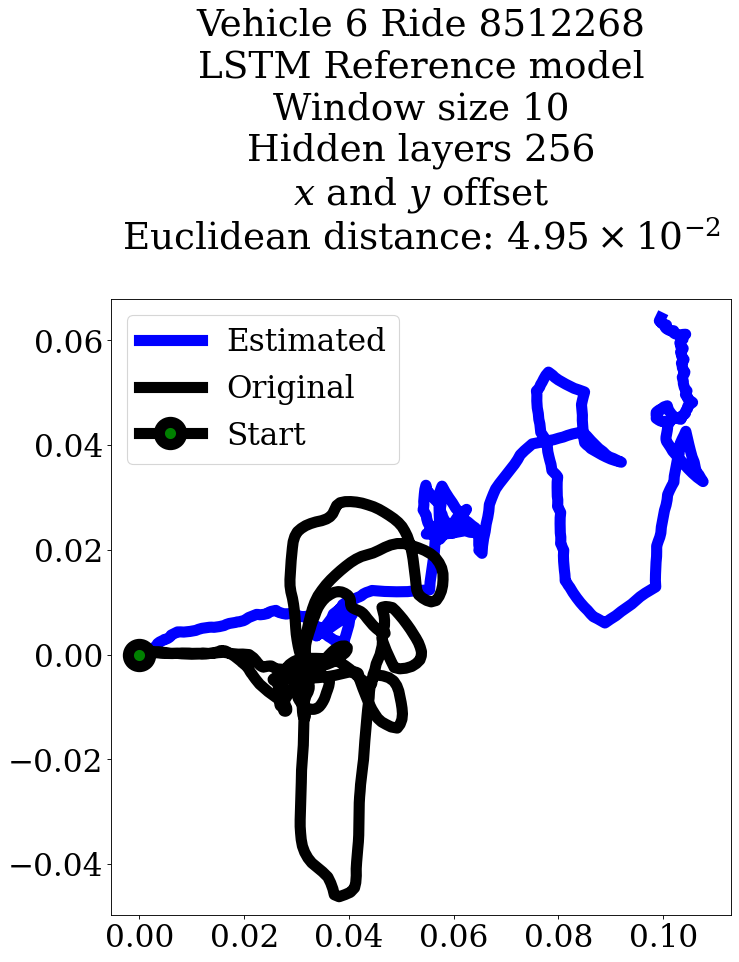 Vehicle 6 Ride 8512268
LSTM Reference model
Window size 10
Hidden layers 256
x and y offset
Euclidean distance: 4.95 × 10⁻²
Estimated
Original
Start
0.06
0.04
0.02
0.00
−0.02
−0.04
0.00 0.02 0.04 0.06 0.08 0.10